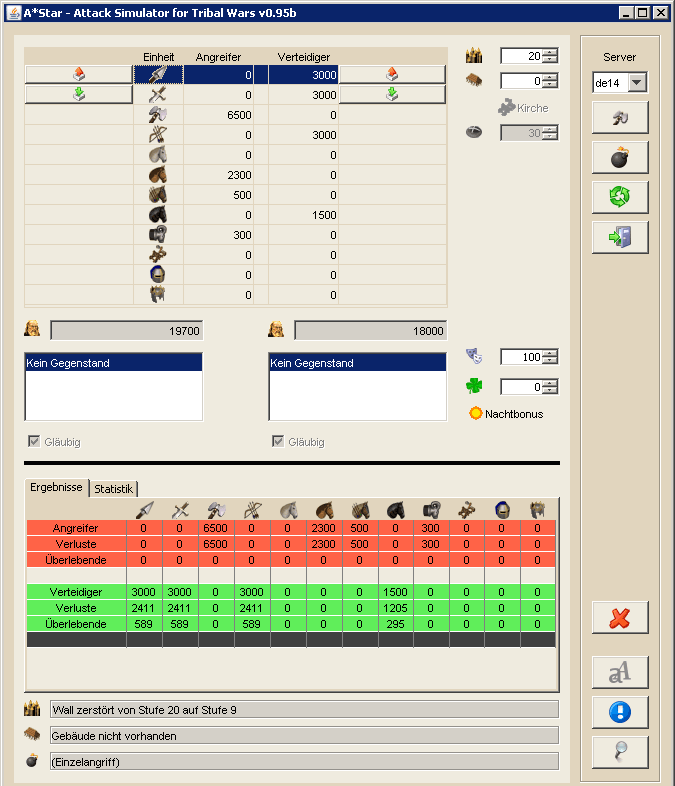 A*Star - Attack Simulator for Tribal Wars v0.95b
Einheit Angreifer Verteidiger
0 3000
0 3000
6500 0
0 3000
0 0
2300 0
500 0
0 1500
300 0
0 0
0 0
0 0
20
0
Kirche
30
Server
de14
19700 18000
Kein Gegenstand Kein Gegenstand
100
0
Nachtbonus
Gläubig Gläubig
Ergebnisse Statistik
Angreifer 0 0 6500 0 0 2300 500 0 300 0 0 0
Verluste 0 0 6500 0 0 2300 500 0 300 0 0 0
Überlebende 0 0 0 0 0 0 0 0 0 0 0 0
Verteidiger 3000 3000 0 3000 0 0 0 1500 0 0 0 0
Verluste 2411 2411 0 2411 0 0 0 1205 0 0 0 0
Überlebende 589 589 0 589 0 0 0 295 0 0 0 0
Wall zerstört von Stufe 20 auf Stufe 9
Gebäude nicht vorhanden
(Einzelangriff)
aA